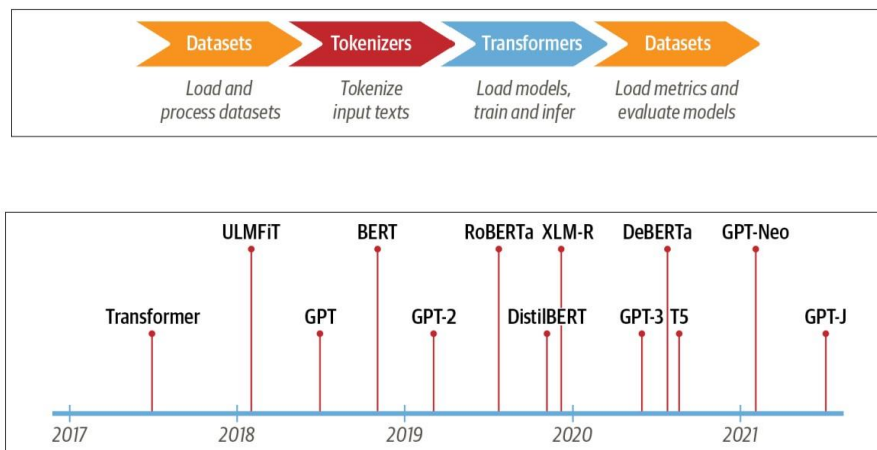 Datasets Tokenizers Transformers Datasets
Load and Tokenize Load models, Load metrics and
process datasets input texts train and infer evaluate models
ULMFiT BERT RoBERTa XLM-R DeBERTa GPT-Neo
Transformer GPT GPT-2 DistilBERT GPT-3 T5 GPT-J
2017 2018 2019 2020 2021